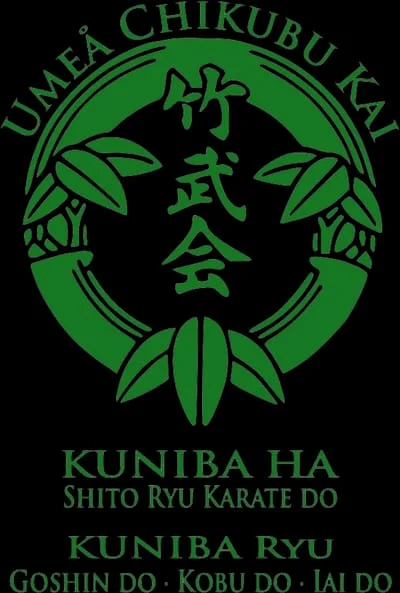 UMEÅ CHIKUBU KAI
竹武会
KUNIBA HA
SHITO RYU KARATE DO
KUNIBA RYU
GOSHIN DO · KOBU DO · IAI DO